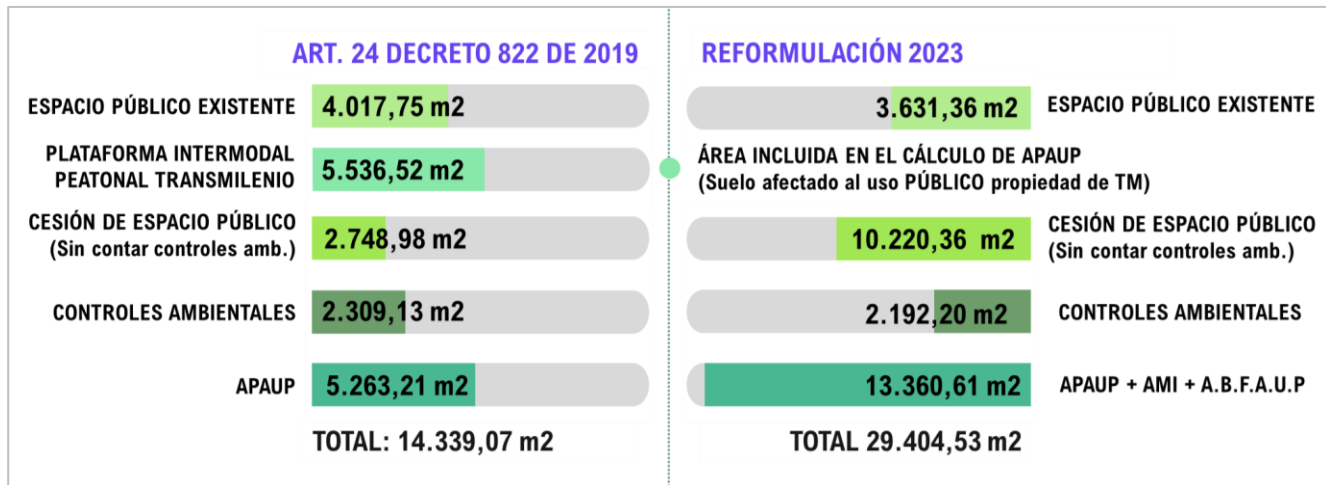 ART. 24 DECRETO 822 DE 2019
ESPACIO PÚBLICO EXISTENTE
4.017,75 m2
PLATAFORMA INTERMODAL
PEATONAL TRANSMILENIO
5.536,52 m2
CESIÓN DE ESPACIO PÚBLICO
(Sin contar controles amb.)
2.748,98 m2
CONTROLES AMBIENTALES
2.309,13 m2
APAUP
5.263,21 m2
TOTAL: 14.339,07 m2
REFORMULACIÓN 2023
3.631,36 m2
ESPACIO PÚBLICO EXISTENTE
ÁREA INCLUIDA EN EL CÁLCULO DE APAUP
(Suelo afectado al uso PÚBLICO propiedad de TM)
10.220,36 m2
CESIÓN DE ESPACIO PÚBLICO
(Sin contar controles amb.)
2.192,20 m2
CONTROLES AMBIENTALES
13.360,61 m2
APAUP + AMI + A.B.F.A.U.P
TOTAL 29.404,53 m2